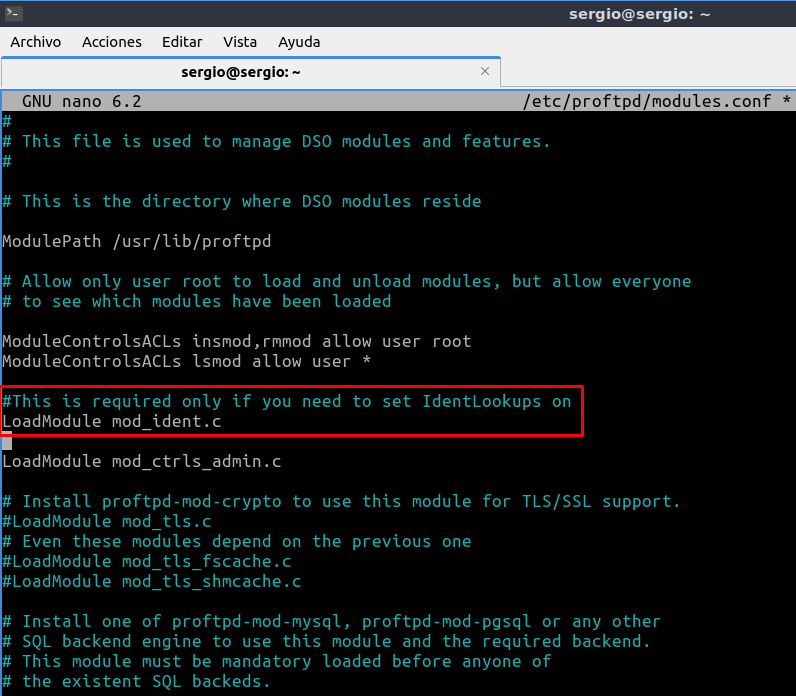 sergio@sergio: ~
Archivo Acciones Editar Vista Ayuda
sergio@sergio: ~
GNU nano 6.2 /etc/proftpd/modules.conf *
#
# This file is used to manage DSO modules and features.
#
# This is the directory where DSO modules reside
ModulePath /usr/lib/proftpd
# Allow only user root to load and unload modules, but allow everyone
# to see which modules have been loaded
ModuleControlsACLs insmod,rmmod allow user root
ModuleControlsACLs lsmod allow user *
#This is required only if you need to set IdentLookups on
LoadModule mod_ident.c
LoadModule mod_ctrls_admin.c
# Install proftpd-mod-crypto to use this module for TLS/SSL support.
#LoadModule mod_tls.c
# Even these modules depend on the previous one
#LoadModule mod_tls_fscache.c
#LoadModule mod_tls_shmcache.c
# Install one of proftpd-mod-mysql, proftpd-mod-pgsql or any other
# SQL backend engine to use this module and the required backend.
# This module must be mandatory loaded before anyone of
# the existent SQL backeds.